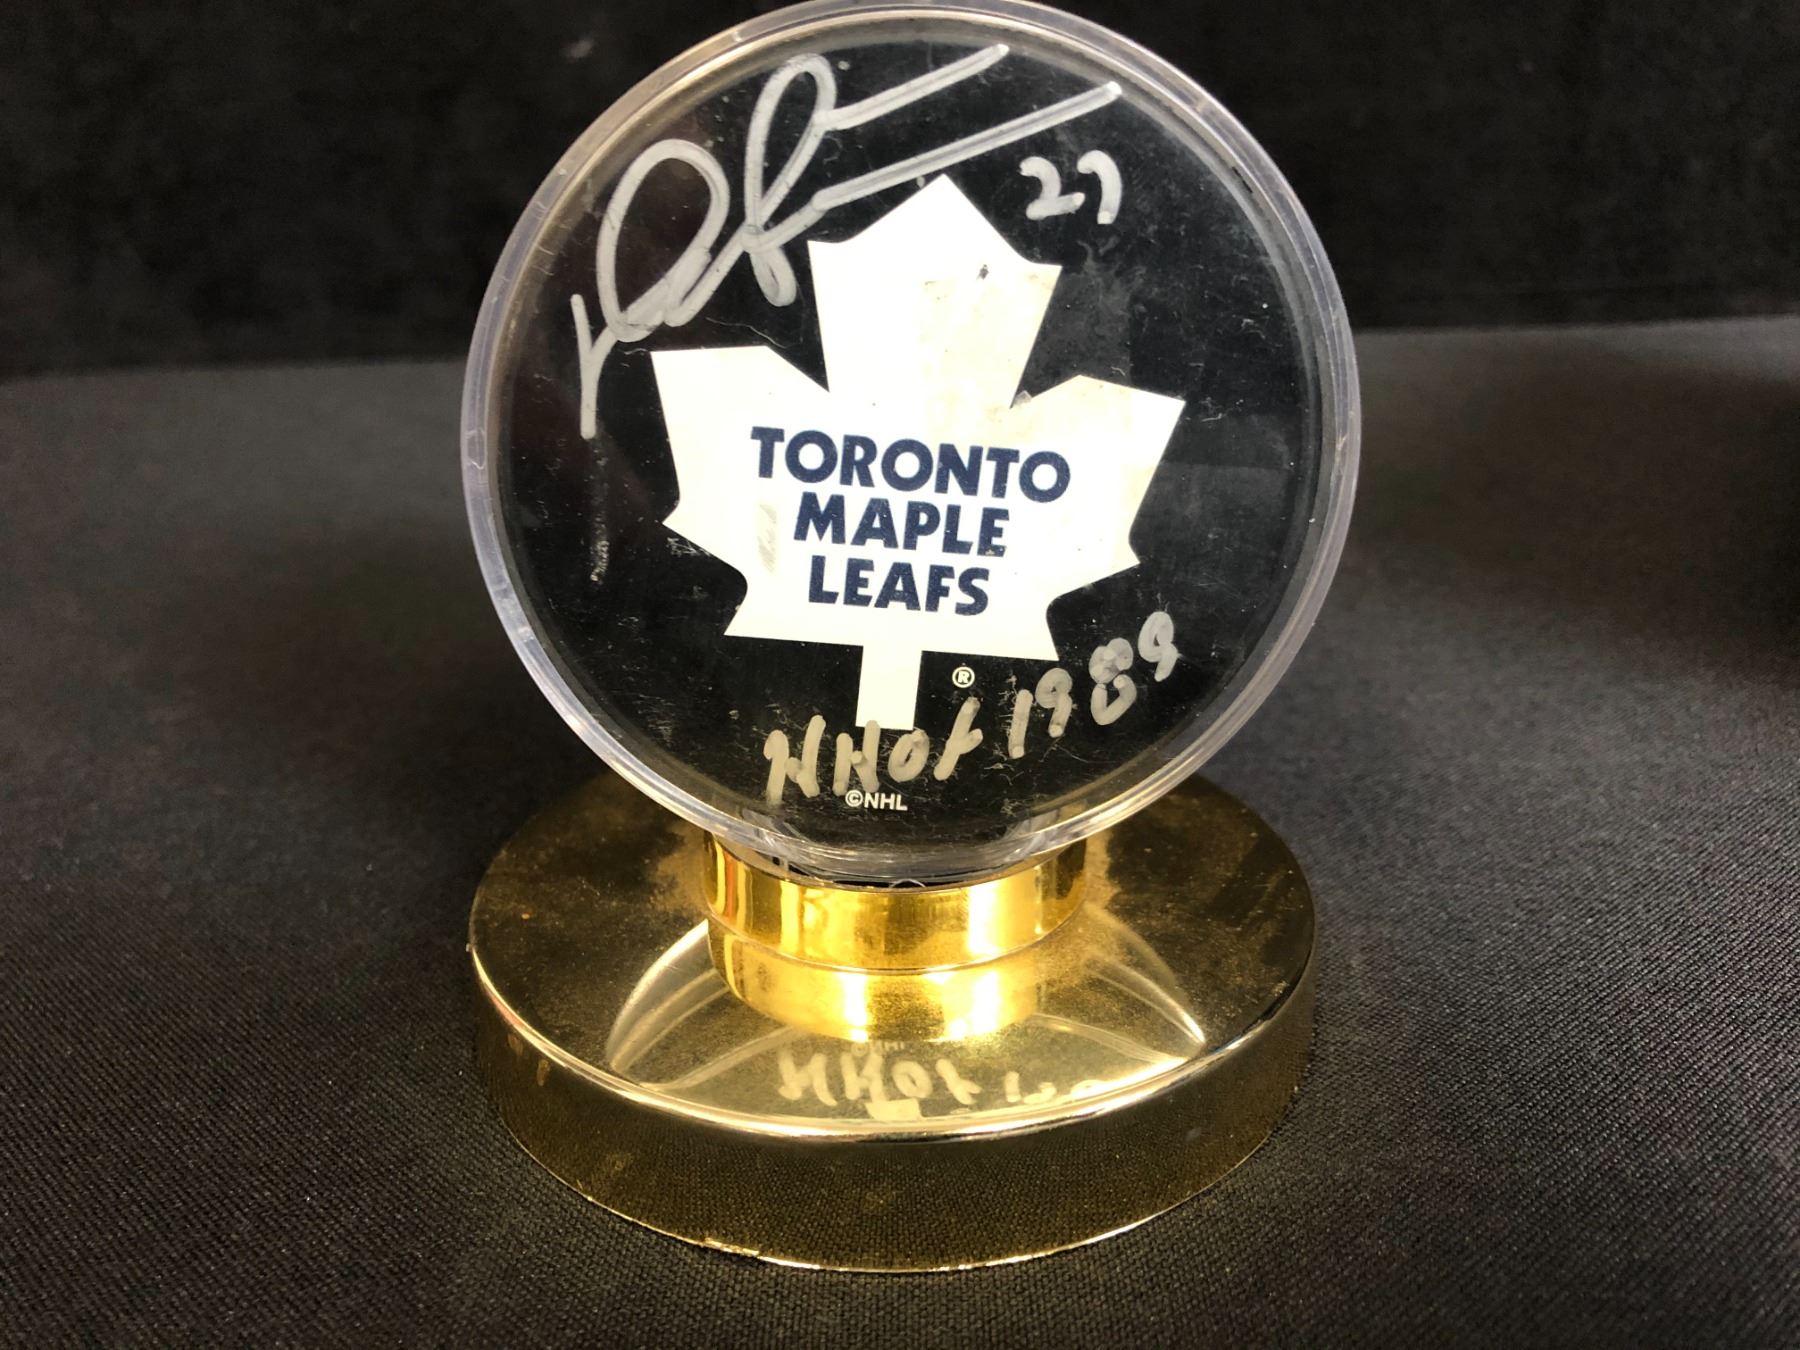 27
TORONTO
MAPLE
LEAFS
®
HHOF 1989
©NHL